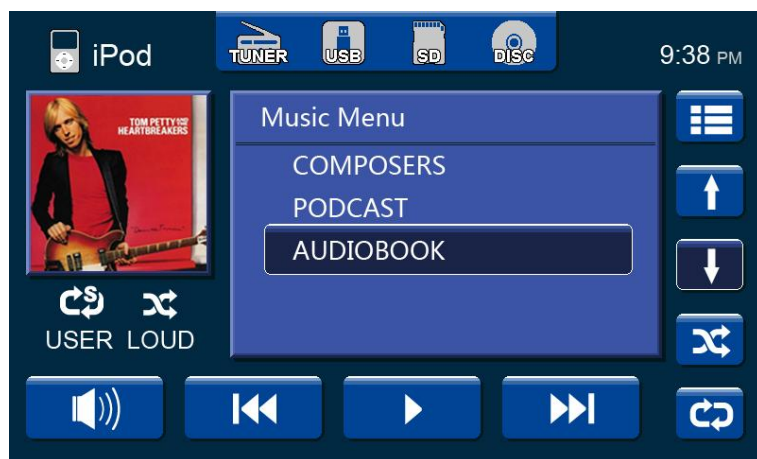 iPod
TUNER
USB
SD
DISC
9:38 PM
TOM PETTY AND THE
HEARTBREAKERS
Music Menu
COMPOSERS
PODCAST
AUDIOBOOK
S
USER LOUD